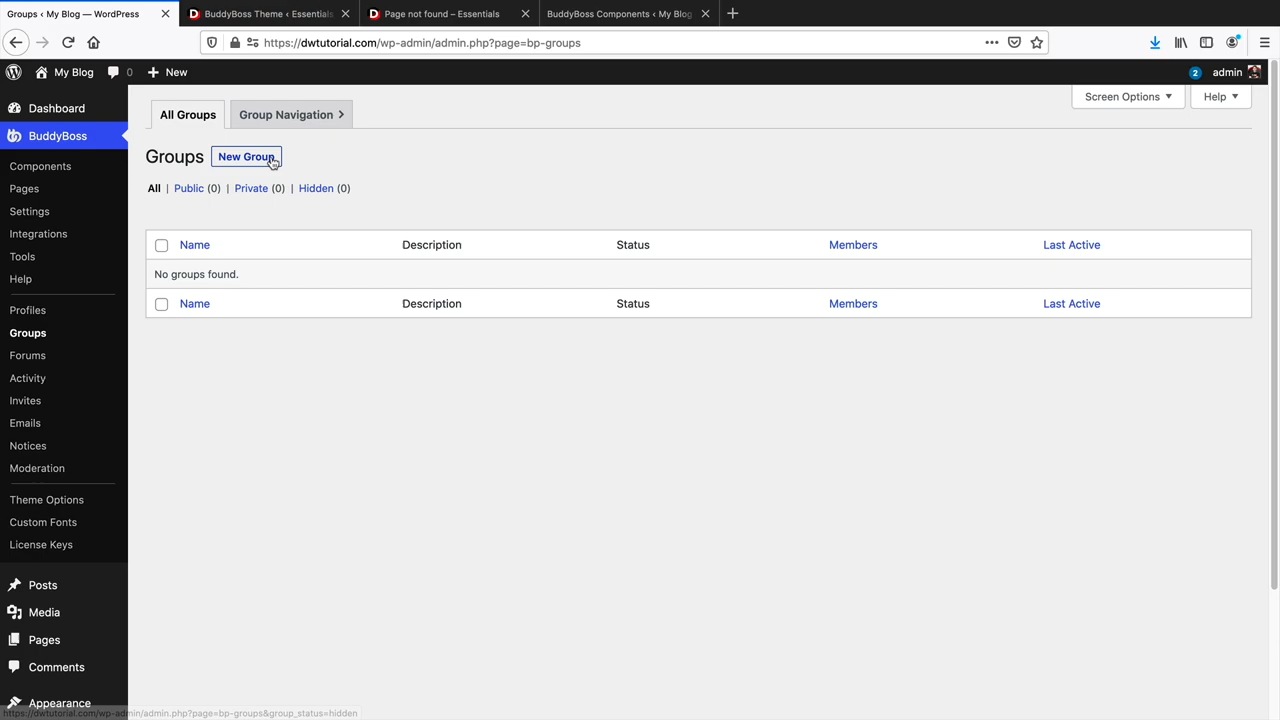 Groups ‹ My Blog — WordPress
BuddyBoss Theme ‹ Essentials
Page not found – Essentials
BuddyBoss Components ‹ My Blog
https://dwtutorial.com/wp-admin/admin.php?page=bp-groups
My Blog 0 New
2 admin
Dashboard
BuddyBoss
Components
Pages
Settings
Integrations
Tools
Help
Profiles
Groups
Forums
Activity
Invites
Emails
Notices
Moderation
Theme Options
Custom Fonts
License Keys
Posts
Media
Pages
Comments
Appearance
Screen Options Help
All Groups Group Navigation
Groups New Group
All | Public (0) | Private (0) | Hidden (0)
Name Description Status Members Last Active
No groups found.
Name Description Status Members Last Active
https://dwtutorial.com/wp-admin/admin.php?page=bp-groups&group_status=hidden